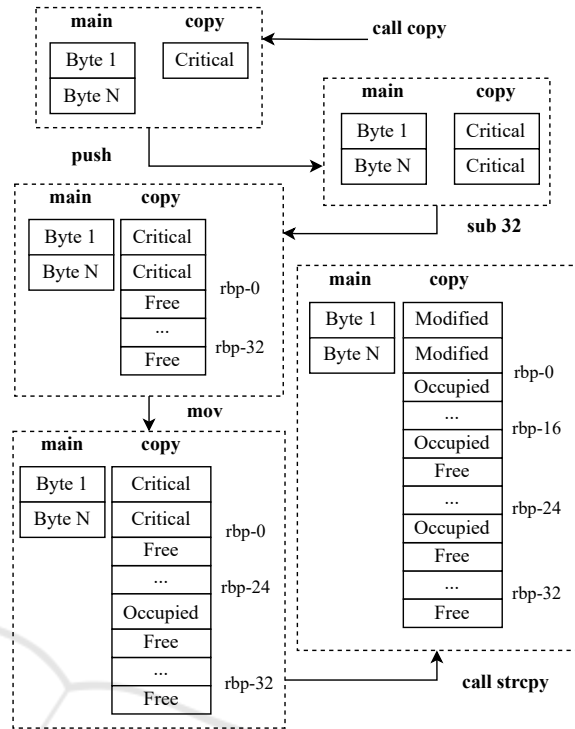 main copy
call copy
Byte 1 Critical
Byte N
push
main copy
Byte 1 Critical
Byte N Critical
sub 32
main copy
Byte 1 Critical
Byte N Critical
rbp-0
Free
...
rbp-32
Free
mov
main copy
Byte 1 Critical
Byte N Critical
rbp-0
Free
...
rbp-24
Occupied
Free
...
rbp-32
Free
main copy
Byte 1 Modified
Byte N Modified
rbp-0
Occupied
...
rbp-16
Occupied
Free
...
rbp-24
Occupied
Free
...
rbp-32
Free
call strcpy